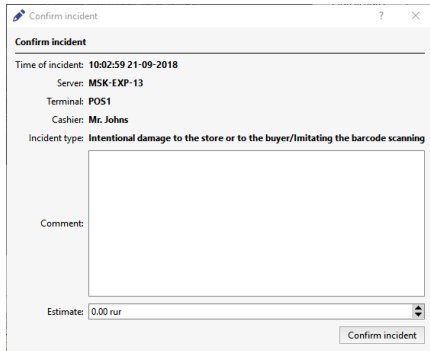 Confirm incident
Confirm incident
Time of incident: 10:02:59 21-09-2018
Server: MSK-EXP-13
Terminal: POS1
Cashier: Mr. Johns
Incident type: Intentional damage to the store or to the buyer/Imitating the barcode scanning
Comment:
Estimate: 0.00 rur
Confirm incident